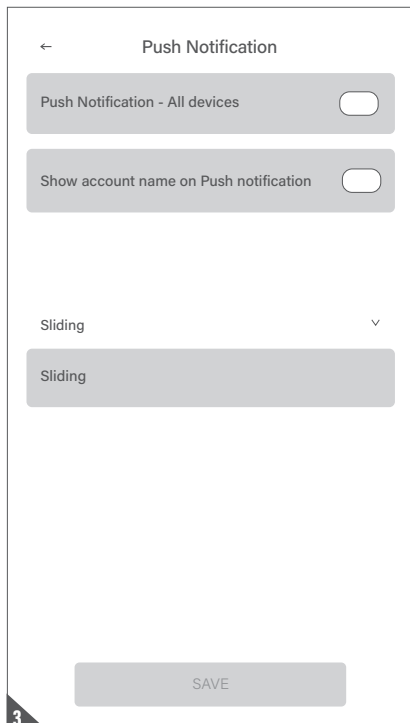 ← Push Notification
Push Notification - All devices
Show account name on Push notification
Sliding
Sliding
SAVE
3